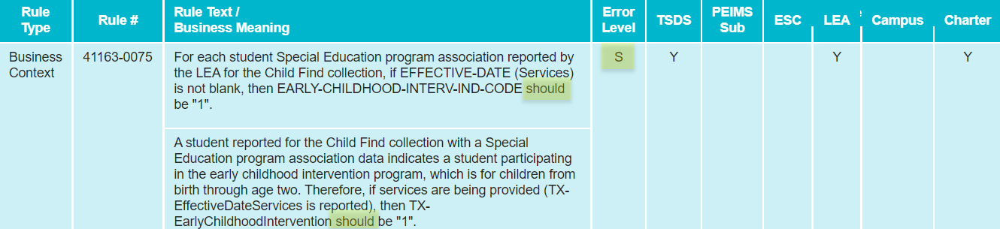 Rule Type
Rule #
Rule Text /
Business Meaning
Error Level
TSDS
PEIMS Sub
ESC
LEA
Campus
Charter
Business Context
41163-0075
For each student Special Education program association reported by
the LEA for the Child Find collection, if EFFECTIVE-DATE (Services)
is not blank, then EARLY-CHILDHOOD-INTERV-IND-CODE should
be "1".
S
Y
Y
Y
A student reported for the Child Find collection with a Special
Education program association data indicates a student participating
in the early childhood intervention program, which is for children from
birth through age two. Therefore, if services are being provided (TX-
EffectiveDateServices is reported), then TX-
EarlyChildhoodIntervention should be "1".